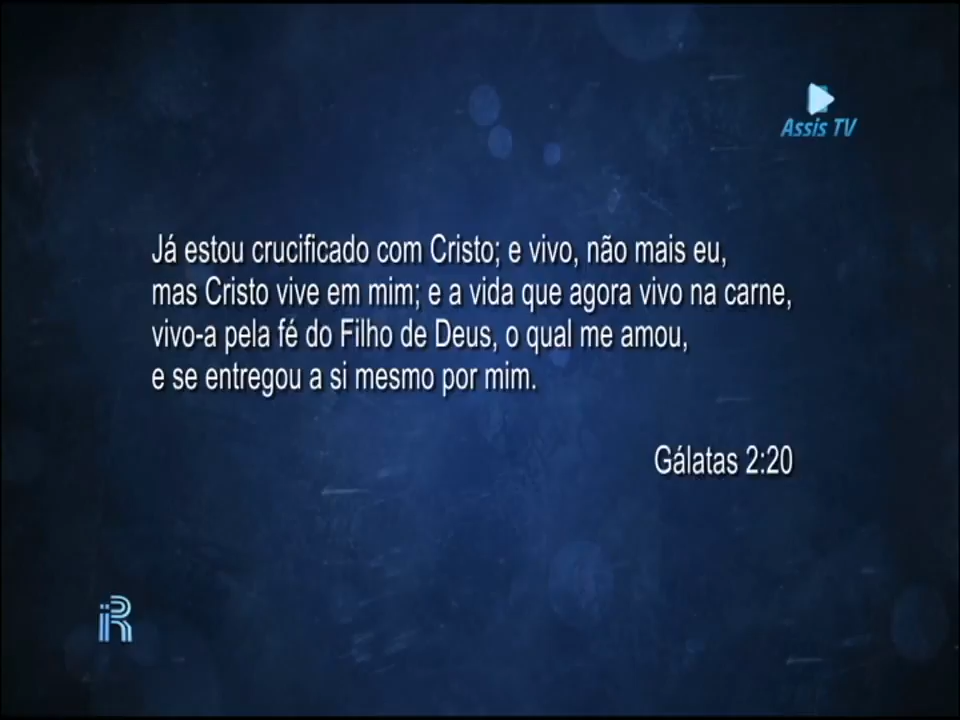 Assis TV
Já estou crucificado com Cristo; e vivo, não mais eu,
mas Cristo vive em mim; e a vida que agora vivo na carne,
vivo-a pela fé do Filho de Deus, o qual me amou,
e se entregou a si mesmo por mim.
Gálatas 2:20
iR